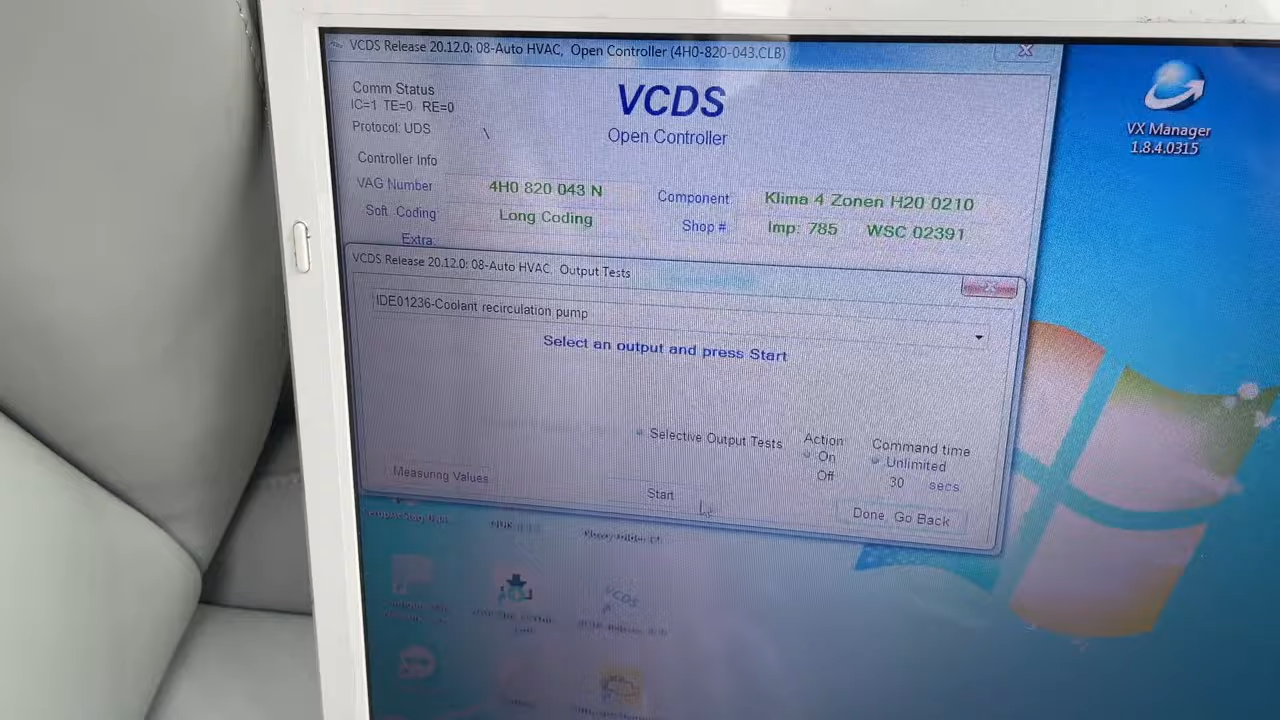 VCDS Release 20.12.0: 08-Auto HVAC, Open Controller (4H0-820-043.CLB)
Comm Status
IC=1 TE=0 RE=0
Protocol: UDS
VCDS
Open Controller
VX Manager
1.8.4.0315
Controller Info
VAG Number 4H0 820 043 N Component Klima 4 Zonen H20 0210
Soft. Coding Long Coding Shop # Imp: 785 WSC 02391
Extra:
VCDS Release 20.12.0: 08-Auto HVAC, Output Tests
IDE01236-Coolant recirculation pump
Select an output and press Start
Selective Output Tests
Action
On
Off
Command time
Unlimited
30 secs
Measuring Values
Start
Done, Go Back
VCDS